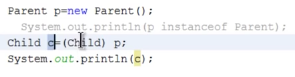 Parent p=new Parent();
System.out.println(p instanceof Parent);
Child c=(Child) p;
System.out.println(c);